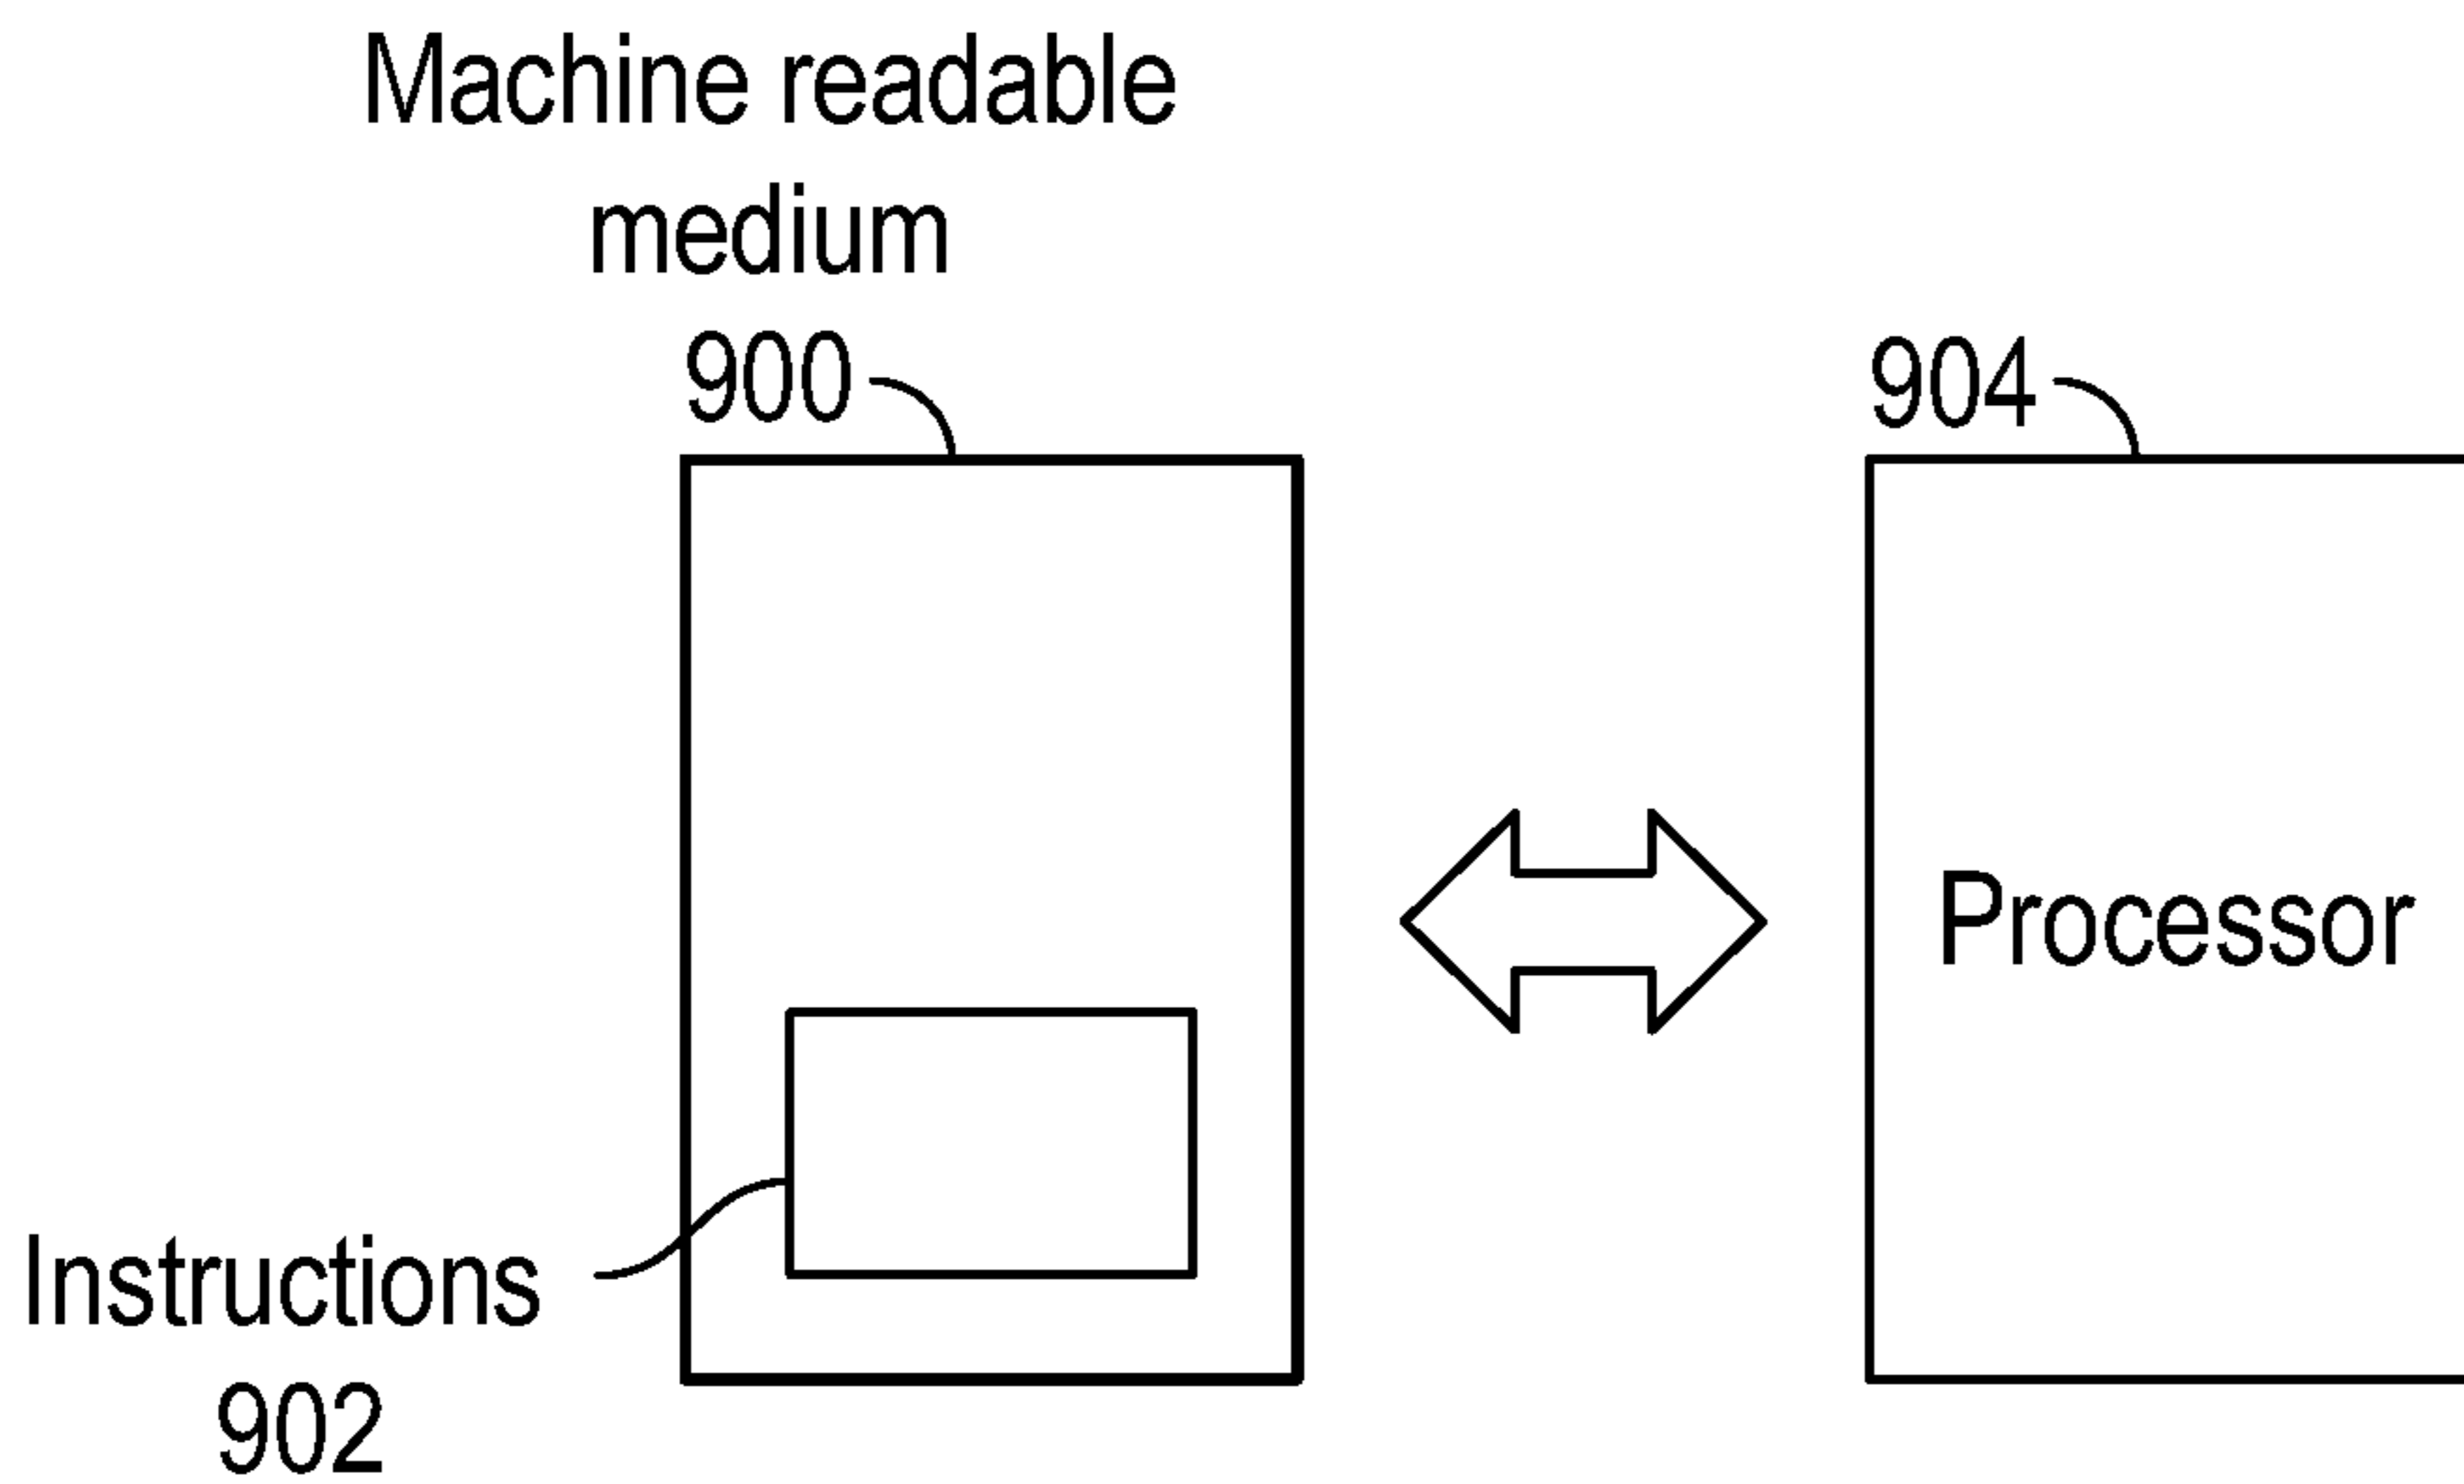 Machine readable
medium
900
904
Processor
Instructions
902